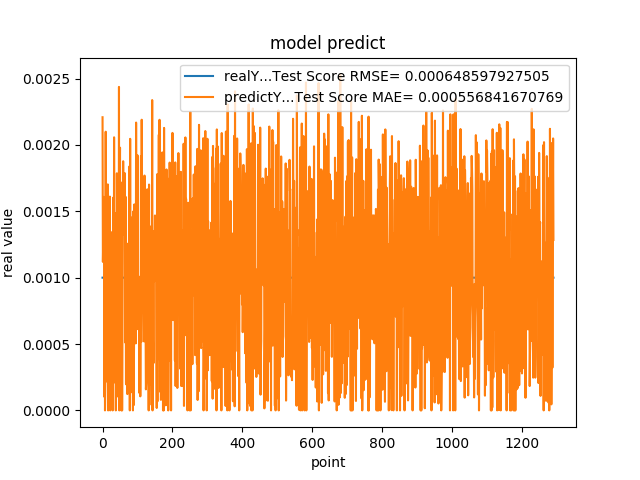 model predict
realY...Test Score RMSE= 0.000648597927505
predictY...Test Score MAE= 0.000556841670769
0.0025
0.0020
0.0015
0.0010
0.0005
0.0000
real value
0 200 400 600 800 1000 1200
point